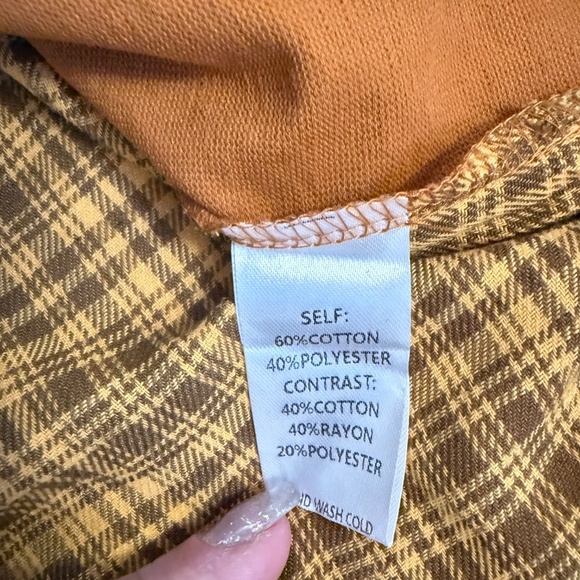 SELF:
60%COTTON
40%POLYESTER
CONTRAST:
40%COTTON
40%RAYON
20%POLYESTER
WASH COLD